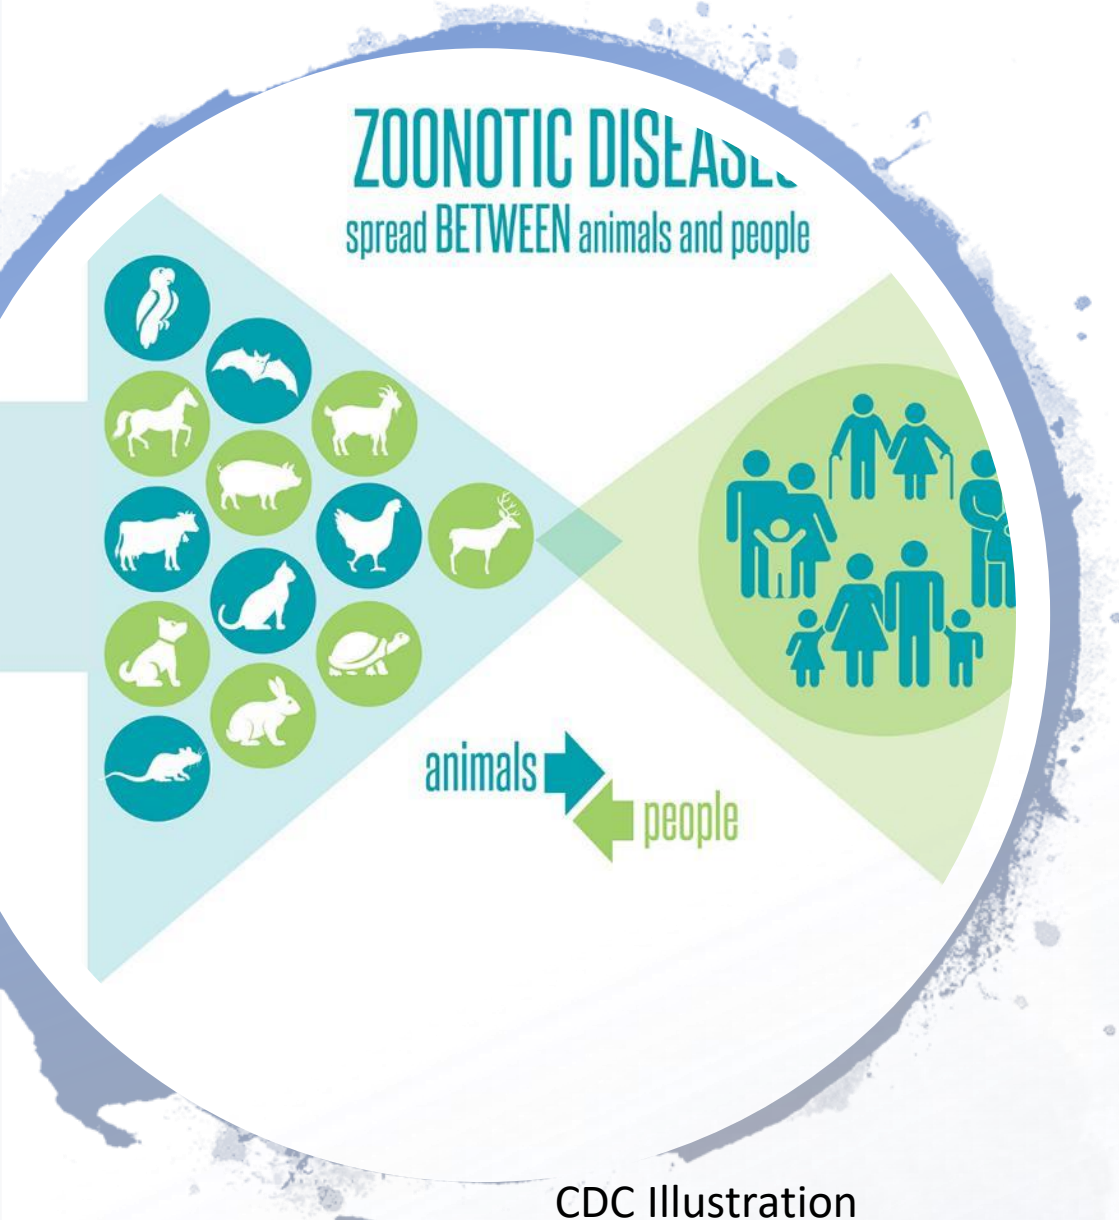 ZOONOTIC DISEASES
spread BETWEEN animals and people
animals
people
CDC Illustration